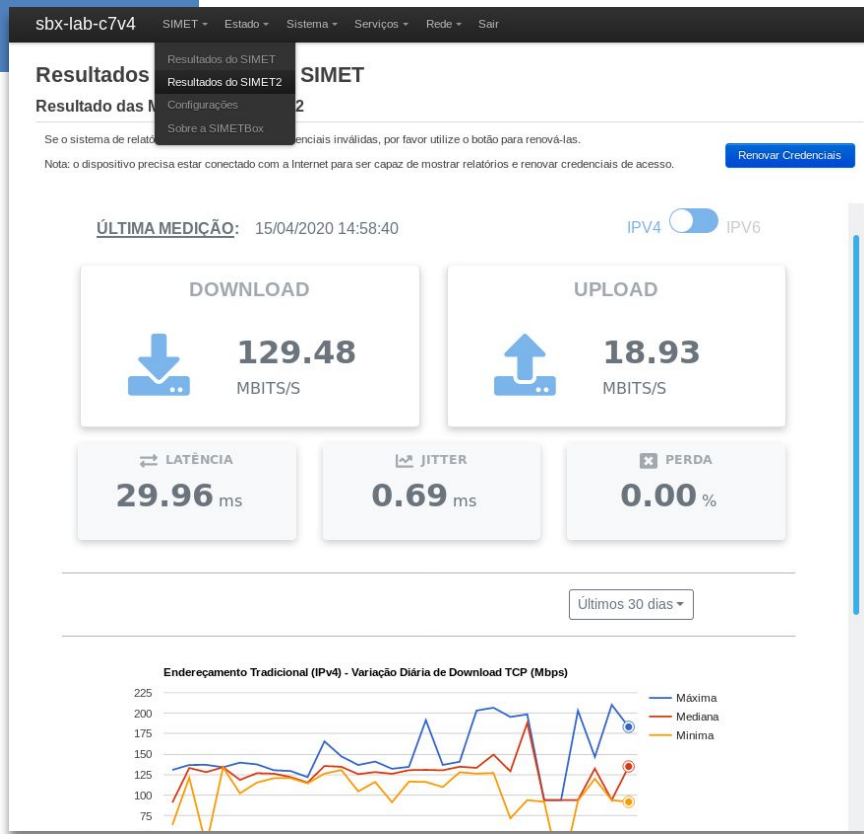 sbx-lab-c7v4 SIMET Estado Sistema Serviços Rede Sair
Resultados do SIMET
Resultados do SIMET2
Configurações
Sobre a SIMETBox
Resultados SIMET
Resultado das 2
Se o sistema de enciais inválidas, por favor utilize o botão para renová-las.
Nota: o dispositivo precisa estar conectado com a Internet para ser capaz de mostrar relatórios e renovar credenciais de acesso.
Renovar Credenciais
ÚLTIMA MEDIÇÃO: 15/04/2020 14:58:40
IPV4 IPV6
DOWNLOAD
129.48
MBITS/S
UPLOAD
18.93
MBITS/S
LATÊNCIA
29.96 ms
JITTER
0.69 ms
PERDA
0.00 %
Últimos 30 dias
Endereçamento Tradicional (IPv4) - Variação Diária de Download TCP (Mbps)
225
200
175
150
125
100
75
Máxima
Mediana
Minima